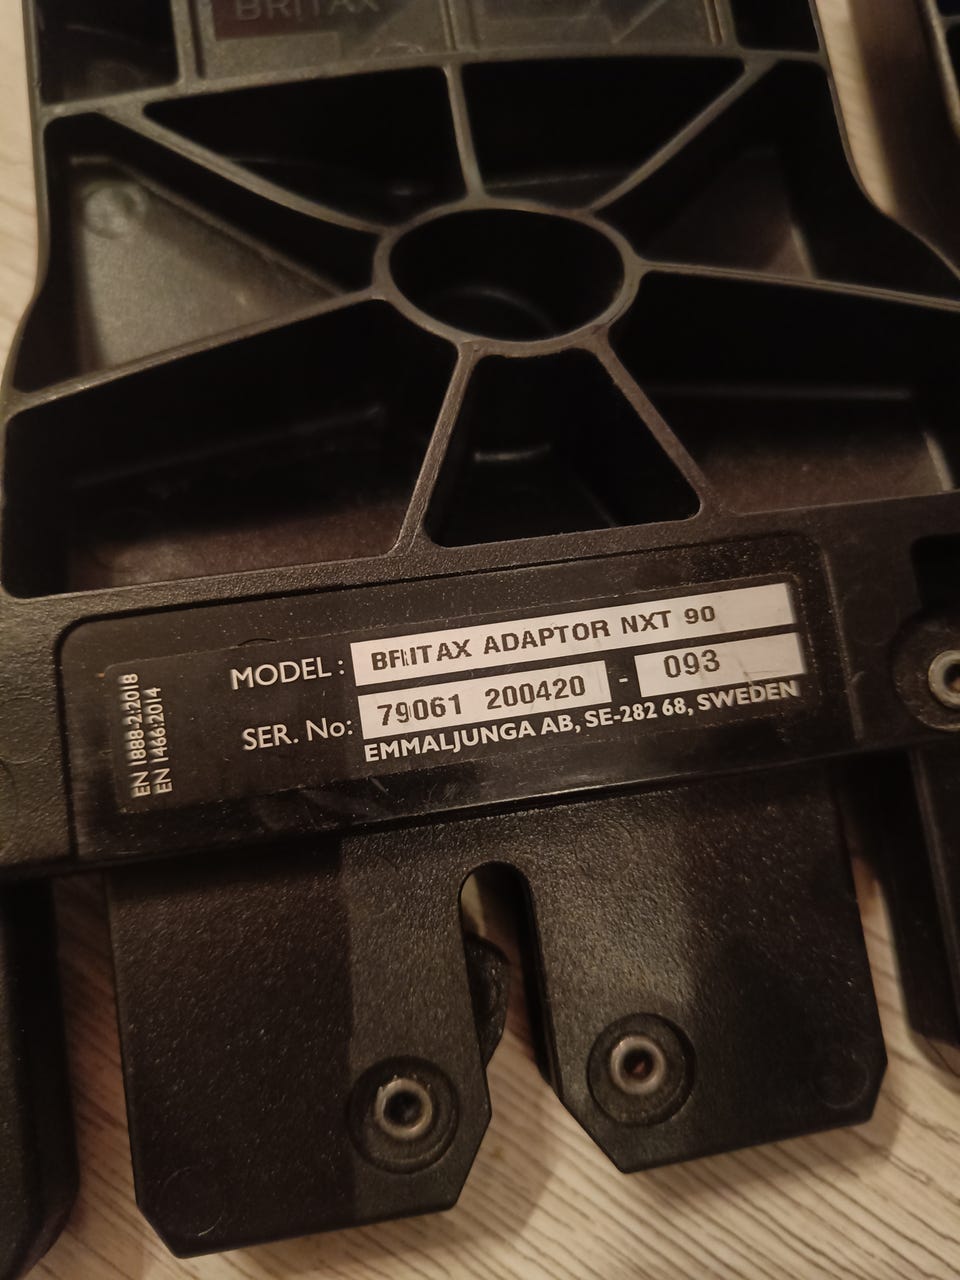 BRITAX
MODEL: BRITAX ADAPTOR NXT 90
SER. No: 79061 200420 - 093
EMMALJUNGA AB, SE-282 68, SWEDEN
EN 1888-2:2018
EN 1466:2014